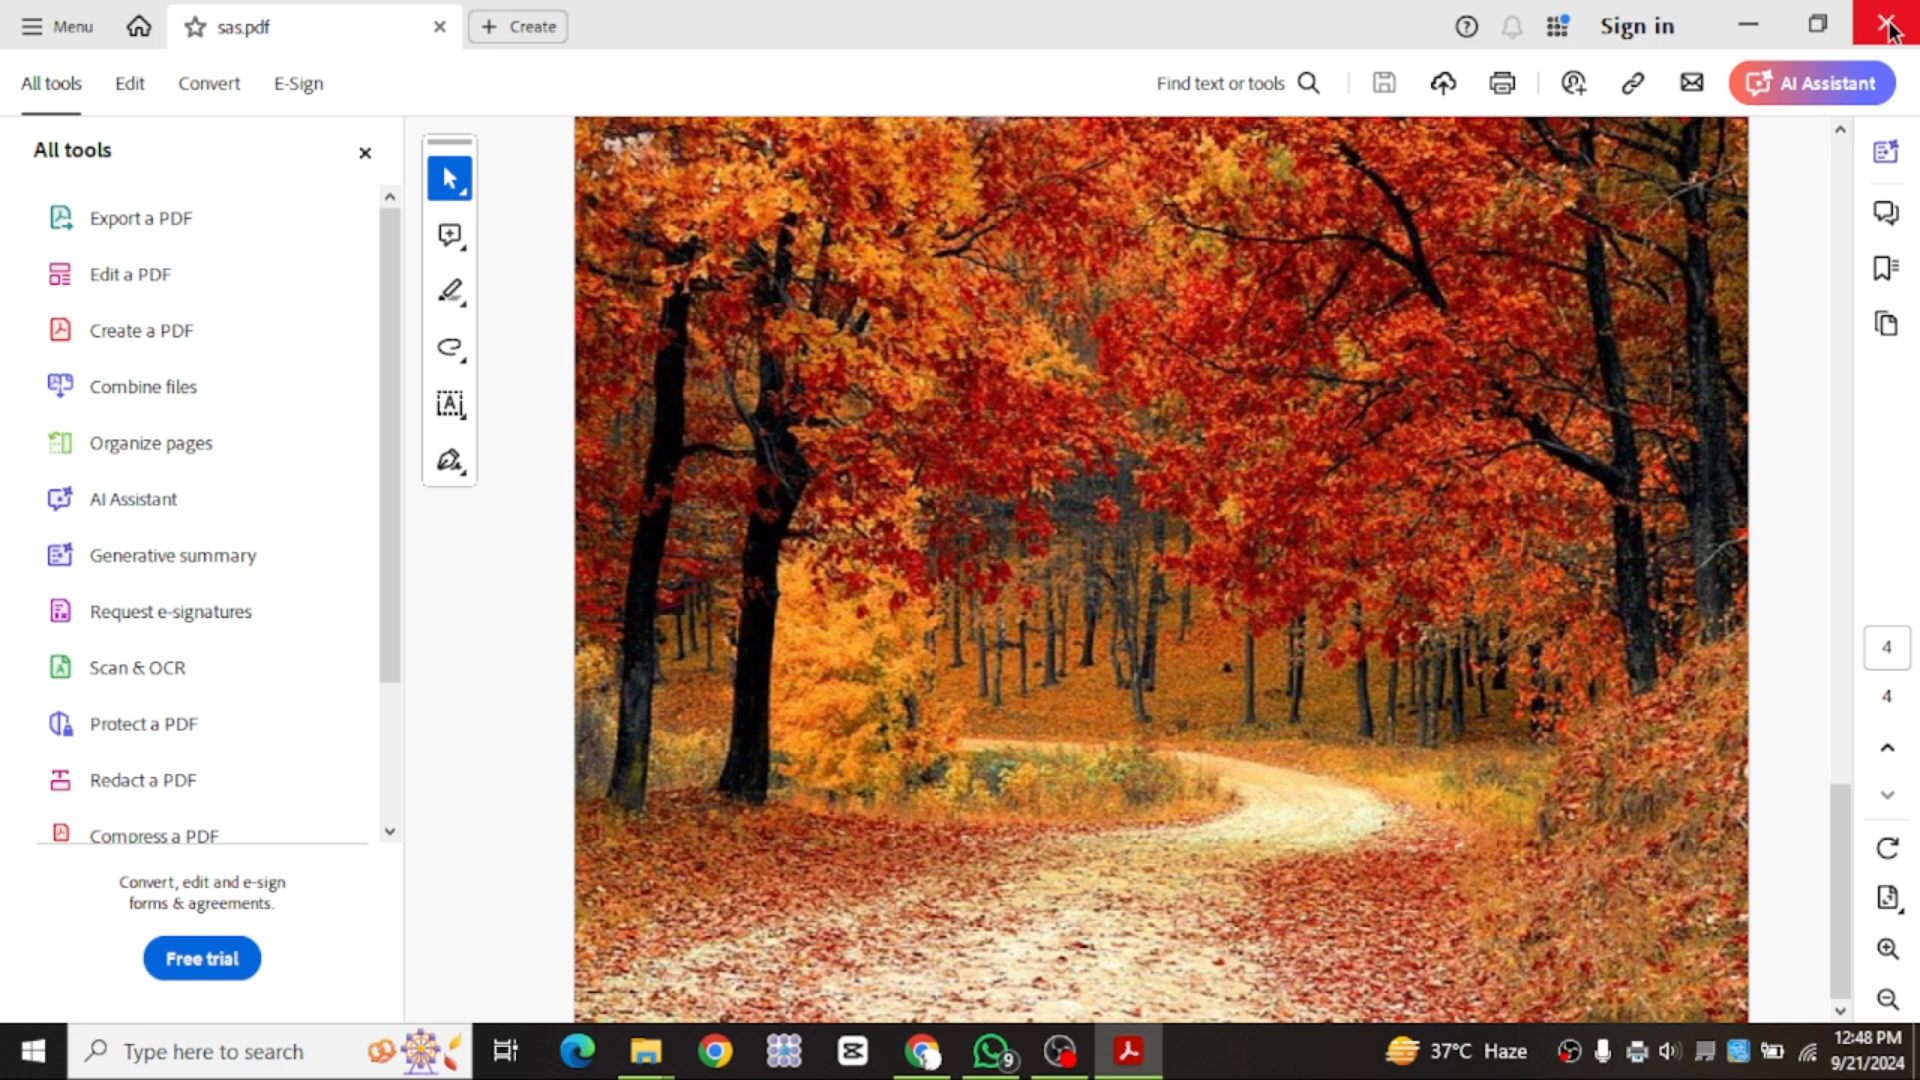 Menu
sas.pdf
Create
Sign in
All tools
Edit
Convert
E-Sign
Find text or tools
AI Assistant
All tools
Export a PDF
Edit a PDF
Create a PDF
Combine files
Organize pages
AI Assistant
Generative summary
Request e-signatures
Scan & OCR
Protect a PDF
Redact a PDF
Compress a PDF
Convert, edit and e-sign
forms & agreements.
Free trial
4
4
Type here to search
9
37°C Haze
12:48 PM
9/21/2024